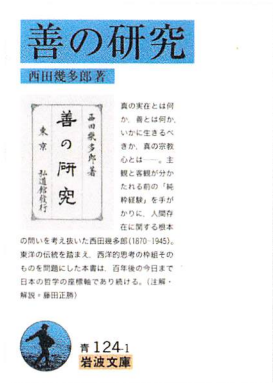 善の研究
西田幾多郎著
西田幾多郎著
善の研究
東京 弘道館發行
真の実在とは何
か、善とは何か、
いかに生きるべ
きか、真の宗教
心とは――。主
観と客観が分か
たれる前の「純
粋経験」を手が
かりに、人間存
在に関する根本
の問いを考え抜いた西田幾多郎(1870-1945)。
東洋の伝統を踏まえ、西洋的思考の枠組その
ものを問題にした本書は、百年後の今日まで
日本の哲学の座標軸であり続ける。(注解・
解説=藤田正勝)
青 124-1
岩波文庫